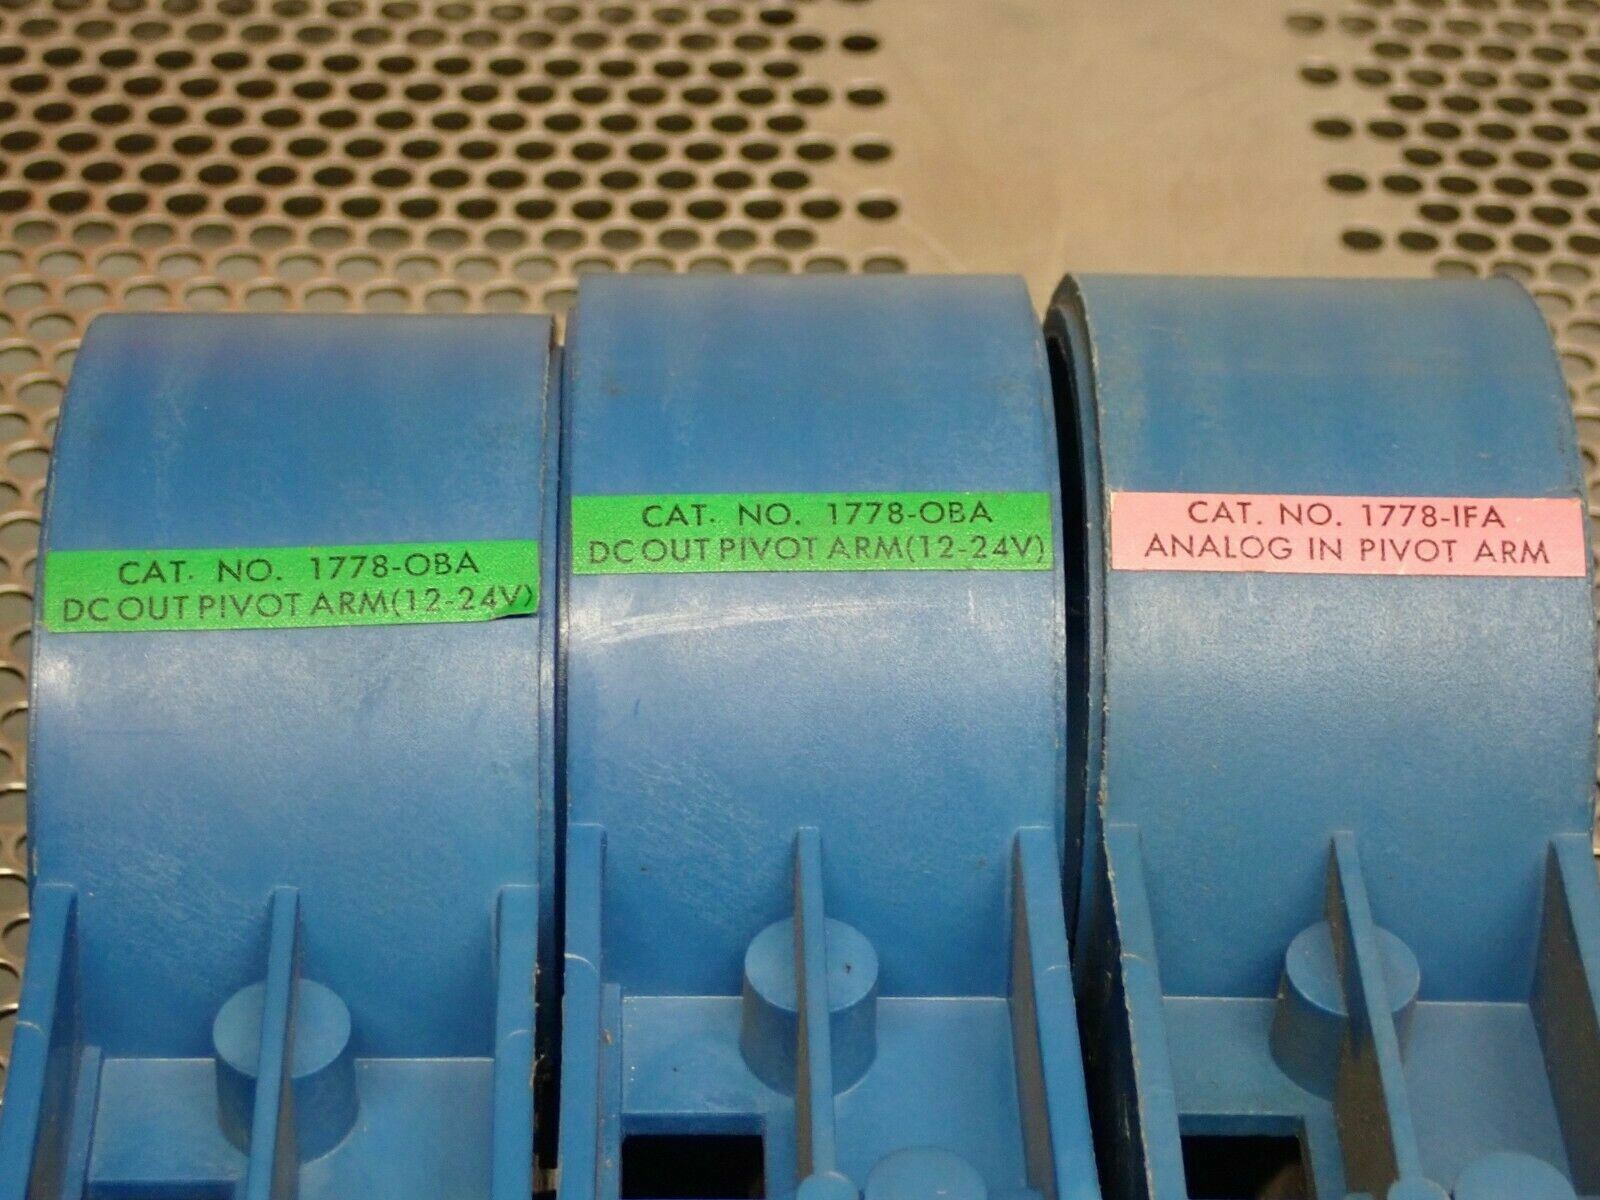 CAT. NO. 1778-OBA
DC OUT PIVOT ARM(12-24V)
CAT. NO. 1778-OBA
DC OUT PIVOT ARM(12-24V)
CAT. NO. 1778-IFA
ANALOG IN PIVOT ARM